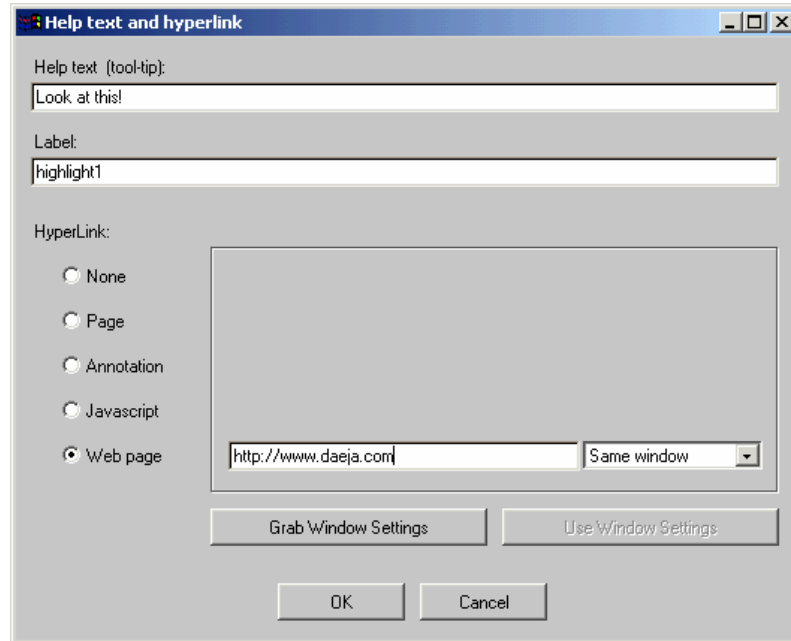 Help text and hyperlink
Help text (tool-tip):
Look at this!
Label:
highlight1
HyperLink:
None
Page
Annotation
Javascript
Web page
http://www.daeja.com
Same window
Grab Window Settings
Use Window Settings
OK
Cancel